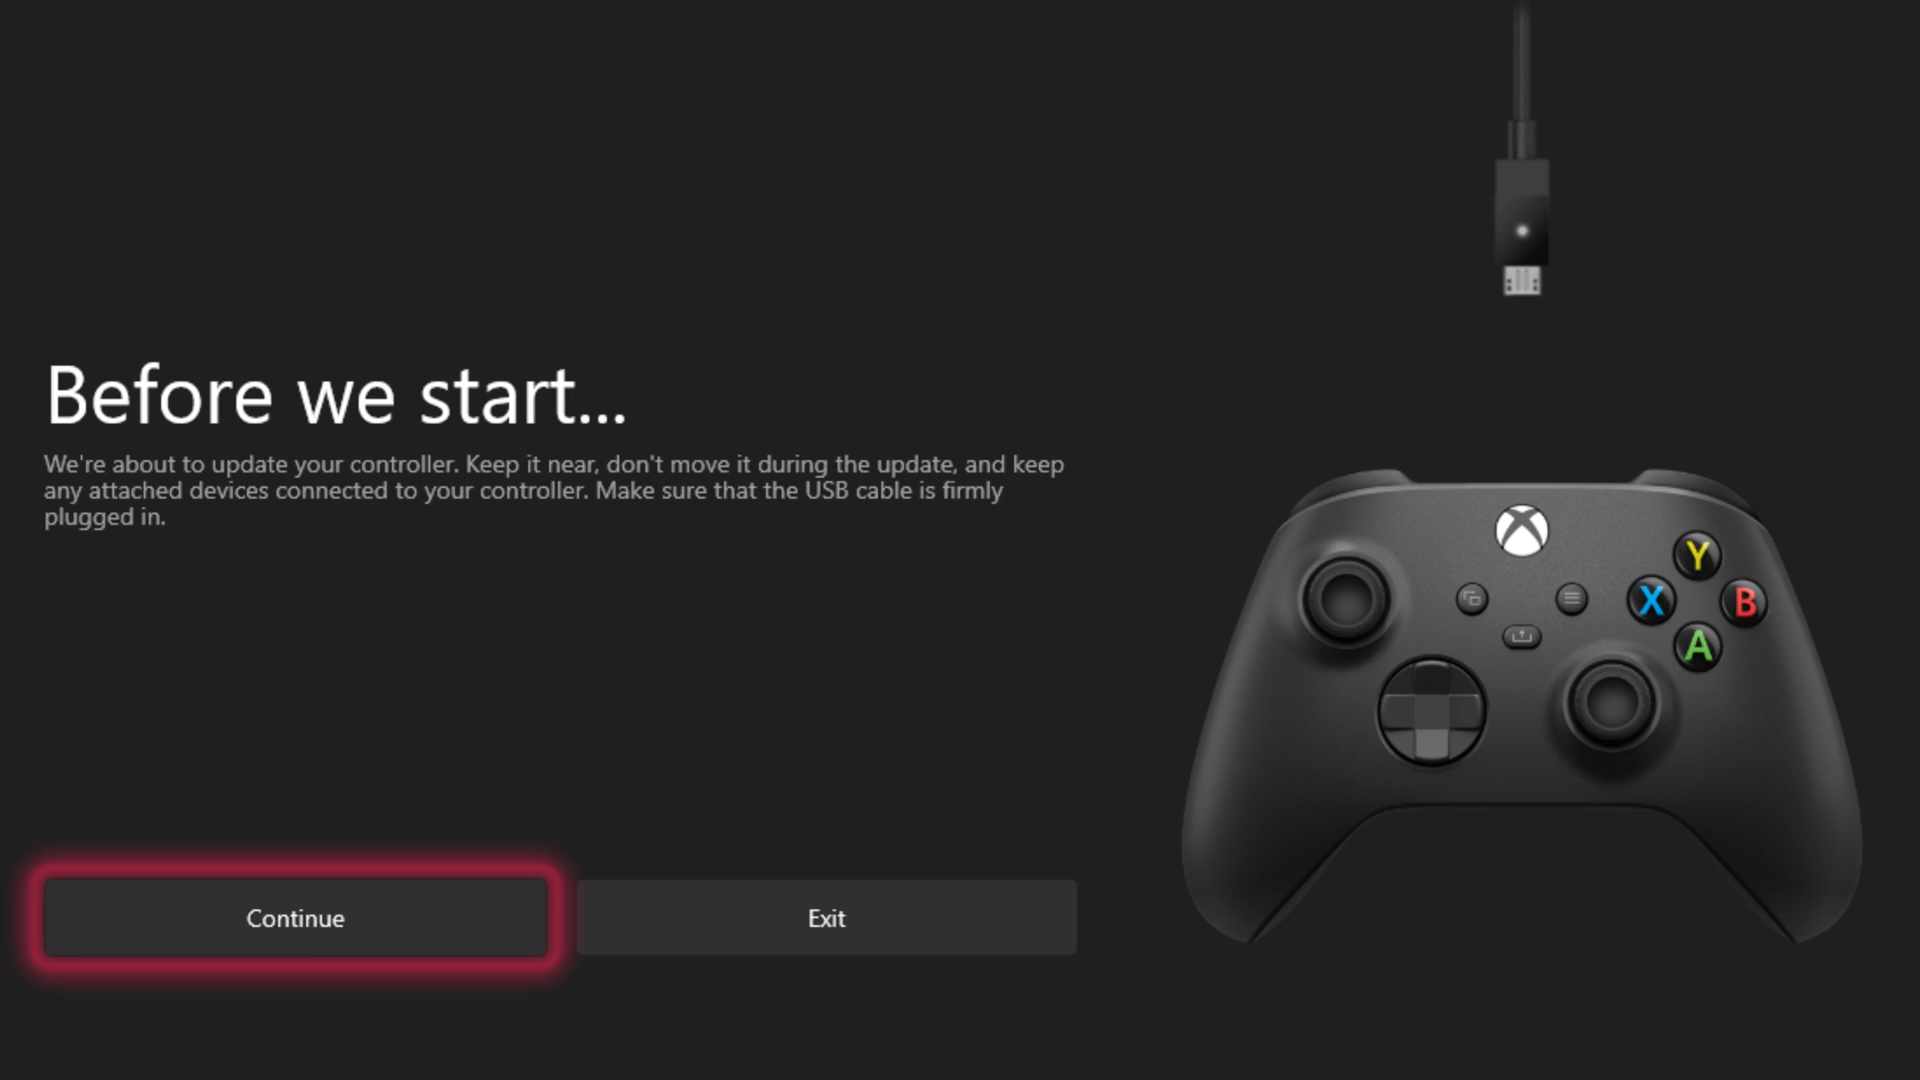 Before we start...
We're about to update your controller. Keep it near, don't move it during the update, and keep
any attached devices connected to your controller. Make sure that the USB cable is firmly
plugged in.
Y
X
B
A
Continue
Exit